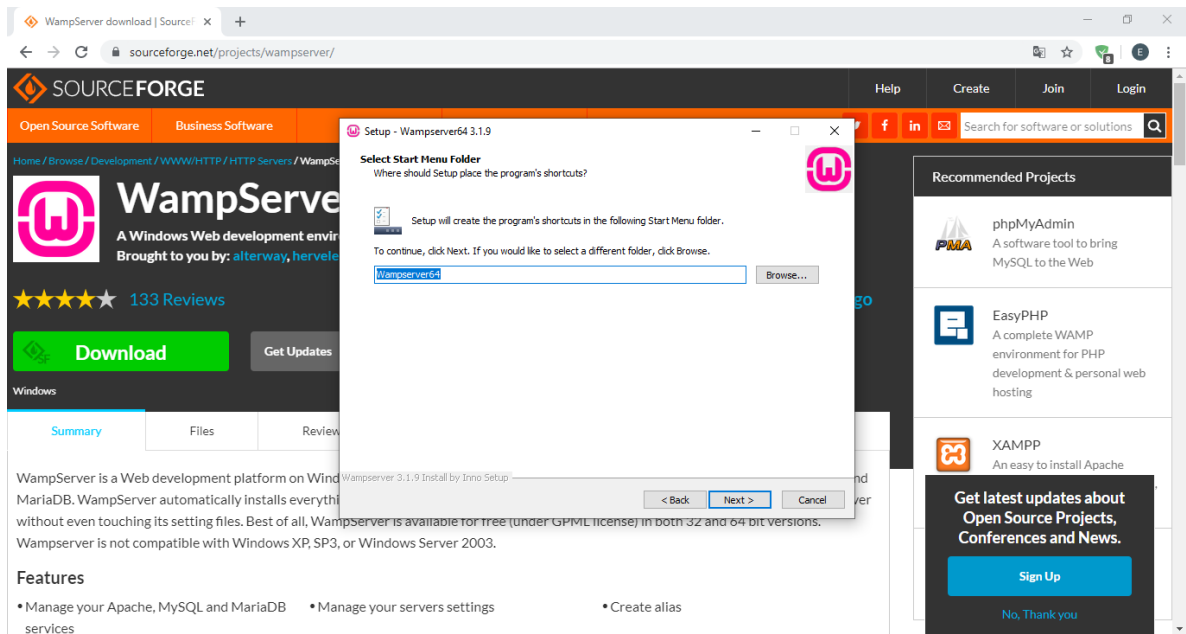 WampServer download | Sourcef
sourceforge.net/projects/wampserver/
8
E
SOURCEFORGE
Help
Create
Join
Login
Open Source Software
Business Software
f
in
Search for software or solutions
Home / Browse / Development / WWW/HTTP / HTTP Servers / WampSe
WampServe
A Windows Web development envir
Brought to you by: alterway, hervele
133 Reviews
go
Download
SF
Get Updates
Windows
Summary
Files
Review
WampServer is a Web development platform on Wind
nd
MariaDB. WampServer automatically installs everythi
ver
without even touching its setting files. Best of all, WampServer is available for free (under GPML license) in both 32 and 64 bit versions.
Wampserver is not compatible with Windows XP, SP3, or Windows Server 2003.
Features
• Manage your Apache, MySQL and MariaDB
services
• Manage your servers settings
• Create alias
Setup - Wampserver64 3.1.9
Select Start Menu Folder
Where should Setup place the program's shortcuts?
Setup will create the program's shortcuts in the following Start Menu folder.
To continue, click Next. If you would like to select a different folder, click Browse.
Wampserver64
Browse...
Wampserver 3.1.9 Install by Inno Setup
< Back
Next >
Cancel
Recommended Projects
phpMyAdmin
PMA
A software tool to bring
MySQL to the Web
EasyPHP
A complete WAMP
environment for PHP
development & personal web
hosting
XAMPP
An easy to install Apache
Get latest updates about
Open Source Projects,
Conferences and News.
Sign Up
No, Thank you